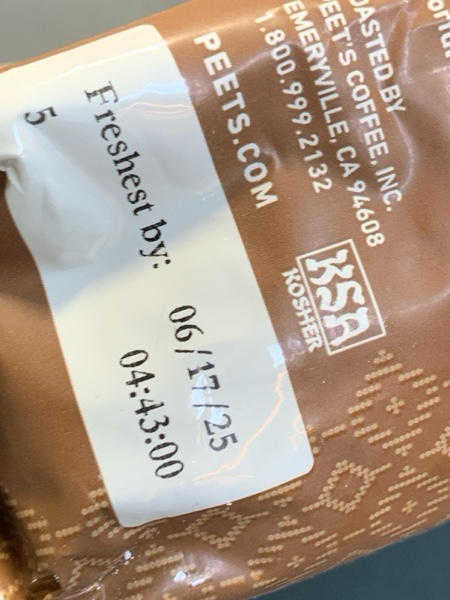 OASTED BY
EET'S COFFEE, INC.
EMERYVILLE, CA 94608
1.800.999.2132
PEETS.COM
KSA
KOSHER
Freshest by:
06/17/25
04:43:00
5